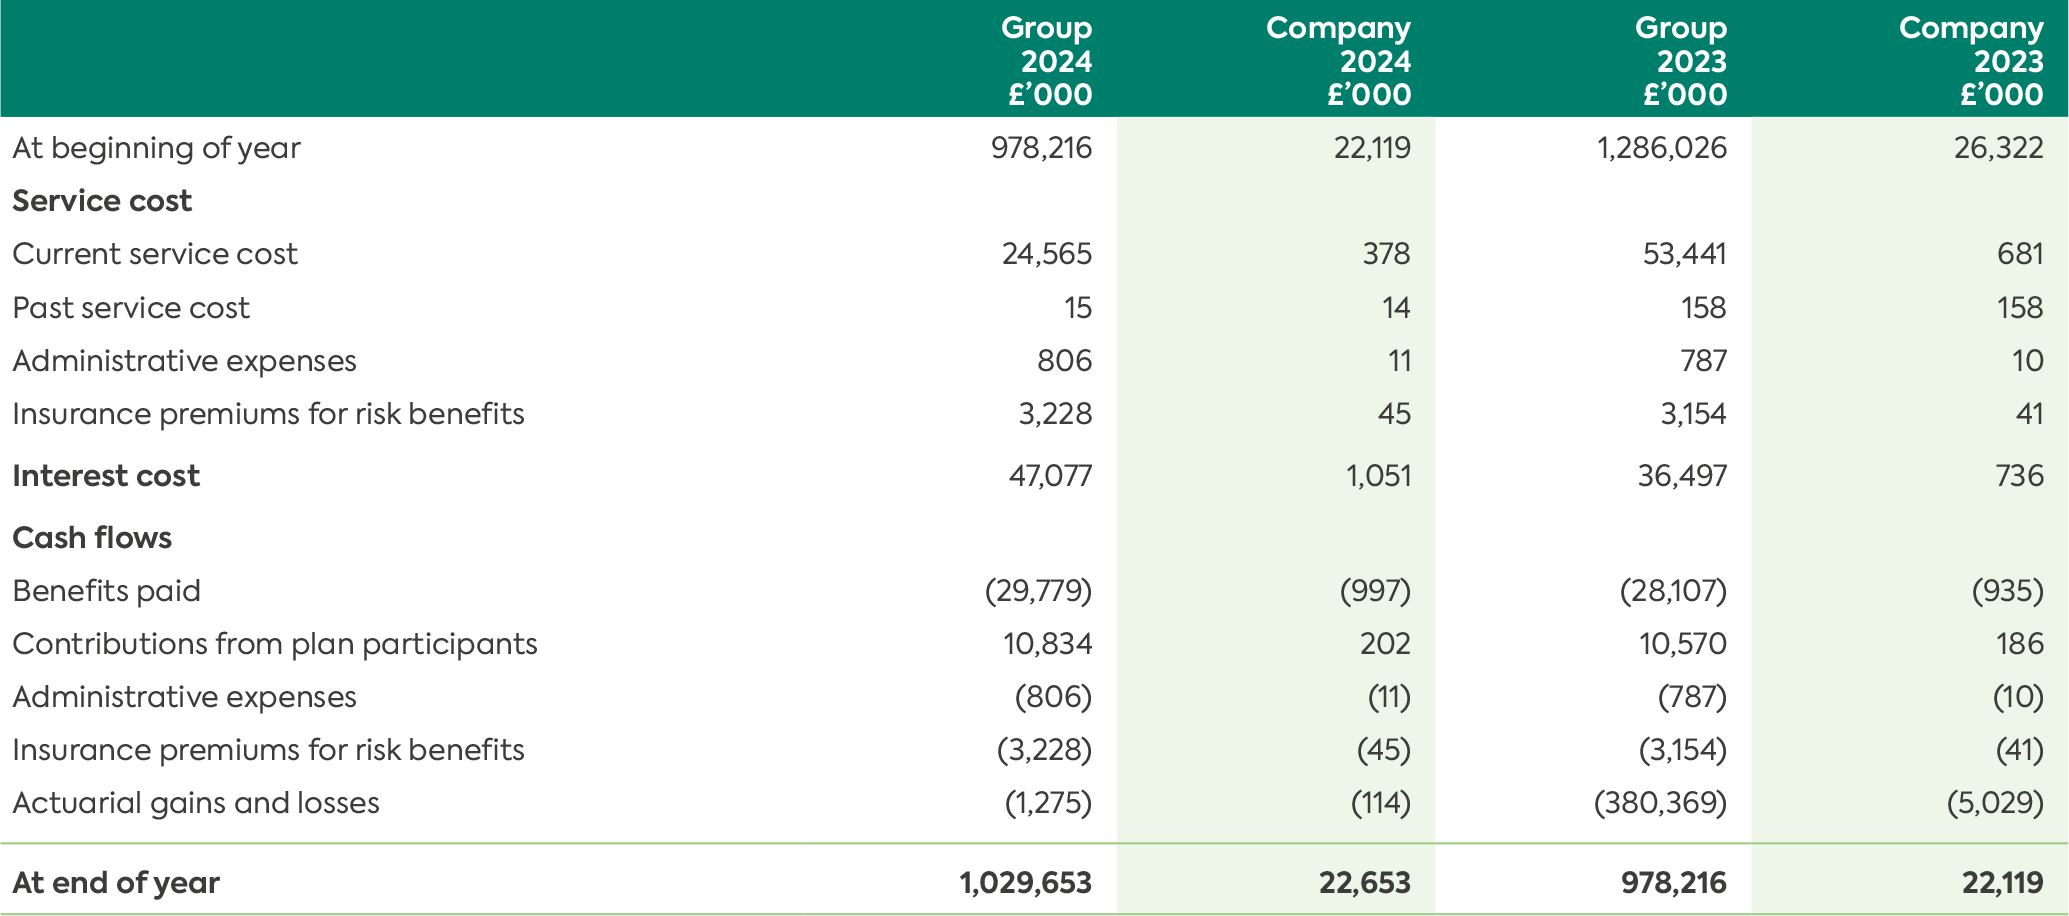 Group Company Group Company
2024 2024 2023 2023
£’000 £’000 £’000 £’000
At beginning of year 978,216 22,119 1,286,026 26,322
Service cost
Current service cost 24,565 378 53,441 681
Past service cost 15 14 158 158
Administrative expenses 806 11 787 10
Insurance premiums for risk benefits 3,228 45 3,154 41
Interest cost 47,077 1,051 36,497 736
Cash flows
Benefits paid (29,779) (997) (28,107) (935)
Contributions from plan participants 10,834 202 10,570 186
Administrative expenses (806) (11) (787) (10)
Insurance premiums for risk benefits (3,228) (45) (3,154) (41)
Actuarial gains and losses (1,275) (114) (380,369) (5,029)
At end of year 1,029,653 22,653 978,216 22,119